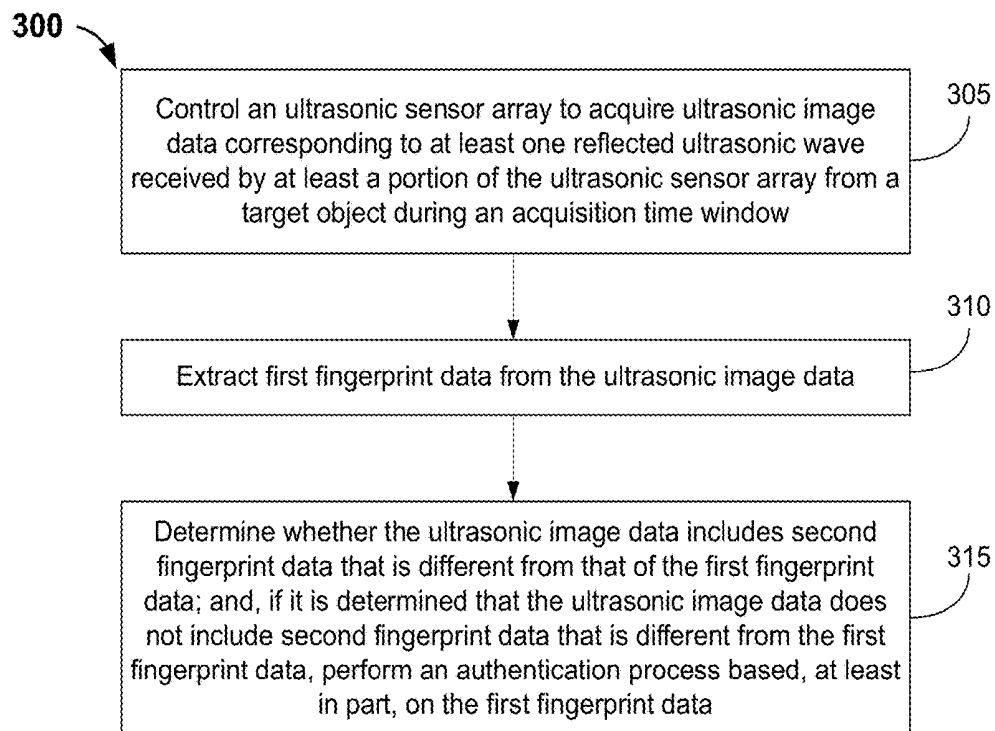 300
Control an ultrasonic sensor array to acquire ultrasonic image
data corresponding to at least one reflected ultrasonic wave
received by at least a portion of the ultrasonic sensor array from a
target object during an acquisition time window
305
Extract first fingerprint data from the ultrasonic image data
310
Determine whether the ultrasonic image data includes second
fingerprint data that is different from that of the first fingerprint
data; and, if it is determined that the ultrasonic image data does
not include second fingerprint data that is different from the first
fingerprint data, perform an authentication process based, at least
in part, on the first fingerprint data
315